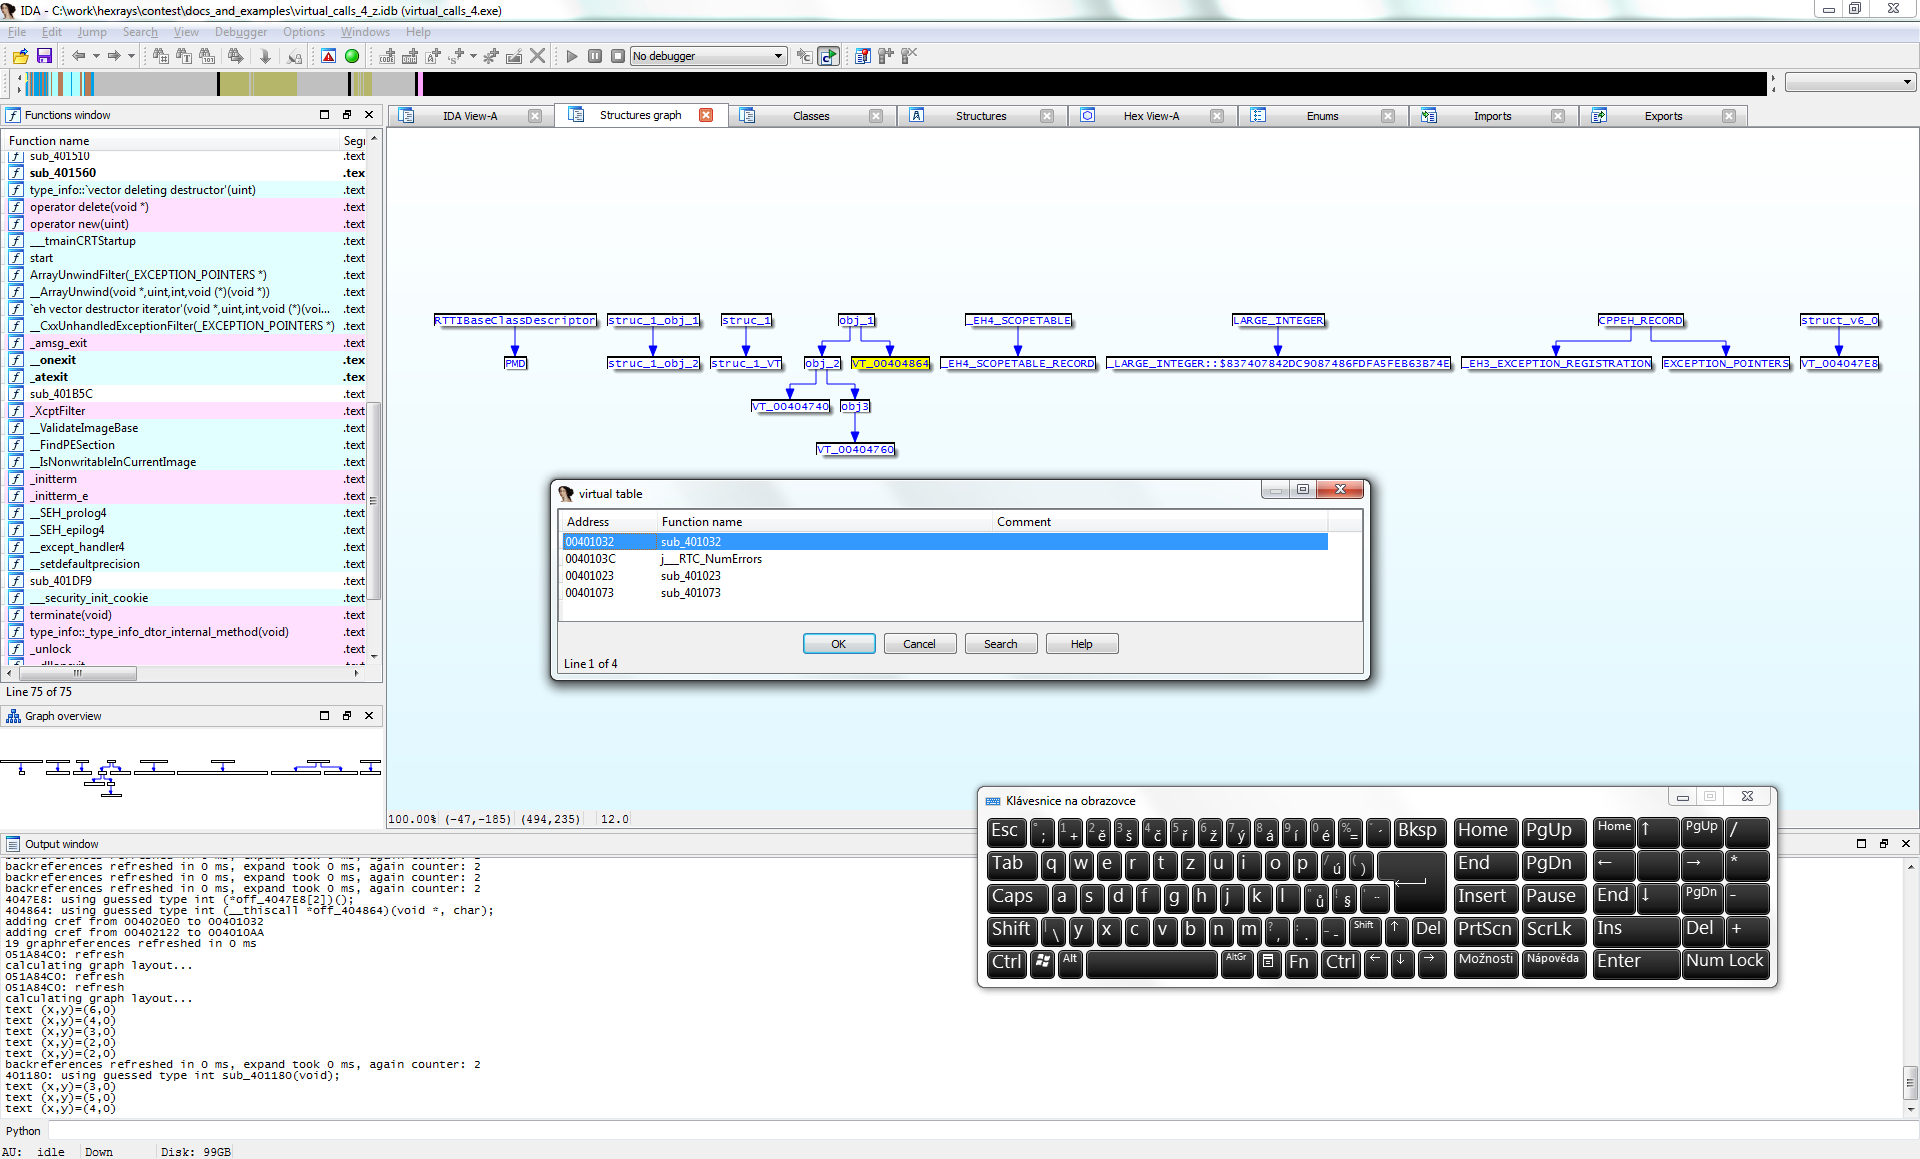 IDA - C:\work\hexrays\contest\docs_and_examples\virtual_calls_4_z.idb (virtual_calls_4.exe)
File Edit Jump Search View Debugger Options Windows Help
No debugger
Functions window
IDA View-A
Structures graph
Classes
Structures
Hex View-A
Enums
Imports
Exports
Function name Segi
sub_401510 .text
sub_401560 .tex
type_info::`vector deleting destructor'(uint) .text
operator delete(void *) .text
operator new(uint) .text
___tmainCRTStartup .text
start .text
ArrayUnwindFilter(_EXCEPTION_POINTERS *) .text
__ArrayUnwind(void *,uint,int,void (*)(void *)) .text
`eh vector destructor iterator'(void *,uint,int,void (*)(voi... .text
__CxxUnhandledExceptionFilter(_EXCEPTION_POINTERS *) .text
_amsg_exit .text
__onexit .tex
_atexit .tex
sub_401B5C .text
_XcptFilter .text
__ValidateImageBase .text
__FindPESection .text
__IsNonwritableInCurrentImage .text
_initterm .text
_initterm_e .text
__SEH_prolog4 .text
__SEH_epilog4 .text
__except_handler4 .text
__setdefaultprecision .text
sub_401DF9 .text
___security_init_cookie .text
terminate(void) .text
type_info::_type_info_dtor_internal_method(void) .text
_unlock .text
Line 75 of 75
Graph overview
RTTIBaseClassDescriptor struc_1_obj_1 struc_1 obj_1 _EH4_SCOPETABLE LARGE_INTEGER CPPEH_RECORD struct_v6_0
PMD struc_1_obj_2 struc_1_VT obj_2 VT_00404864 _EH4_SCOPETABLE_RECORD _LARGE_INTEGER::$837407842DC9087486FDFA5FEB63B74E _EH3_EXCEPTION_REGISTRATION EXCEPTION_POINTERS VT_004047E8
VT_00404740 obj3
VT_00404760
virtual table
Address Function name Comment
00401032 sub_401032
0040103C j___RTC_NumErrors
00401023 sub_401023
00401073 sub_401073
OK Cancel Search Help
Line 1 of 4
100.00% (-47,-185) (494,235) 12.0
Klávesnice na obrazovce
Esc ° ; 1 + 2 ě 3 š 4 č 5 ř 6 ž 7 ý 8 á 9 í 0 é % = ˇ ´ Bksp Home PgUp Home ↑ PgUp /
Tab q w e r t z u i o p / ú ( ) End PgDn ← → *
Caps a s d f g h j k l " ů ! § ' ¨ Insert Pause End ↓ PgDn -
Shift | \ y x c v b n m ? , : . _ - Shift ↑ Del PrtScn ScrLk Ins Del +
Ctrl Alt AltGr Fn Ctrl ← ↓ → Možnosti Nápověda Enter Num Lock
Output window
backreferences refreshed in 0 ms, expand took 0 ms, again counter: 2
backreferences refreshed in 0 ms, expand took 0 ms, again counter: 2
backreferences refreshed in 0 ms, expand took 0 ms, again counter: 2
4047E8: using guessed type int (*off_4047E8[2])();
404864: using guessed type int (__thiscall *off_404864)(void *, char);
adding cref from 004020E0 to 00401032
adding cref from 00402122 to 004010AA
19 graphreferences refreshed in 0 ms
051A84C0: refresh
calculating graph layout...
051A84C0: refresh
051A84C0: refresh
calculating graph layout...
text (x,y)=(6,0)
text (x,y)=(4,0)
text (x,y)=(3,0)
text (x,y)=(2,0)
text (x,y)=(2,0)
backreferences refreshed in 0 ms, expand took 0 ms, again counter: 2
401180: using guessed type int sub_401180(void);
text (x,y)=(3,0)
text (x,y)=(5,0)
text (x,y)=(4,0)
Python
AU: idle Down Disk: 99GB